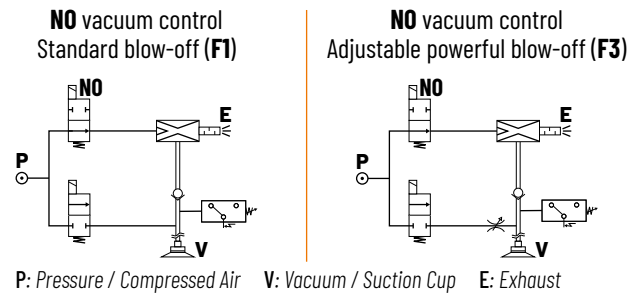 NO vacuum control
Standard blow-off (F1)
NO
E
P
V
NO vacuum control
Adjustable powerful blow-off (F3)
NO
E
P
V
P: Pressure / Compressed Air V: Vacuum / Suction Cup E: Exhaust